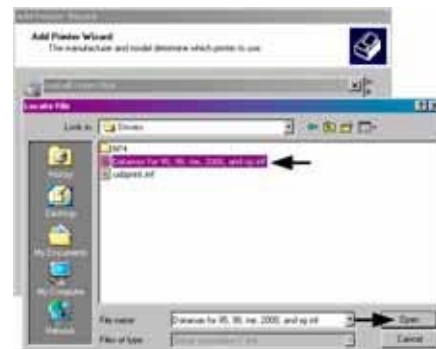 Add Printer Wizard
The manufacturer and model determine which printer to use.
Locate File
Look in:
Drivers
NT4
Datamax for 95, 98, me, 2000, and xp.inf
usbprint.inf
History
Desktop
My Documents
My Computer
Network
File name:
Datamax for 95, 98, me, 2000, and xp.inf
Open
Files of type:
Cancel